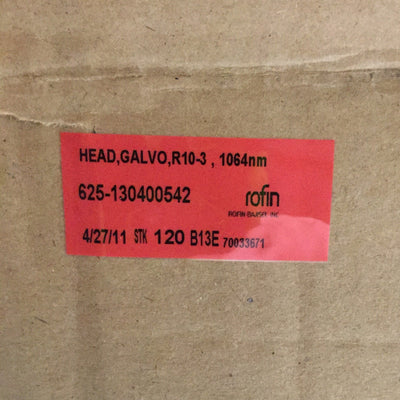 HEAD,GALVO,R10-3 , 1064nm
625-130400542
rofin
ROFIN-BAASEL INC.
4/27/11 STK 120 B13E 70033671